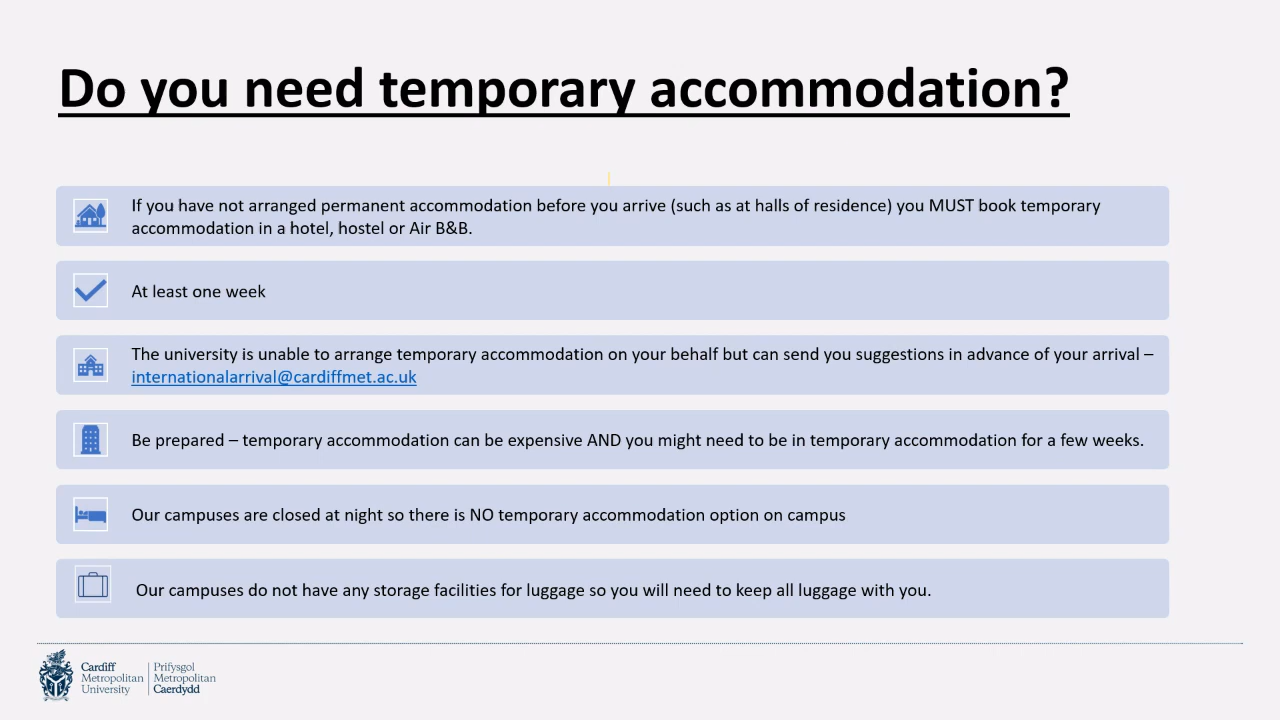 Do you need temporary accommodation?
If you have not arranged permanent accommodation before you arrive (such as at halls of residence) you MUST book temporary
accommodation in a hotel, hostel or Air B&B.
At least one week
The university is unable to arrange temporary accommodation on your behalf but can send you suggestions in advance of your arrival –
internationalarrival@cardiffmet.ac.uk
Be prepared – temporary accommodation can be expensive AND you might need to be in temporary accommodation for a few weeks.
Our campuses are closed at night so there is NO temporary accommodation option on campus
Our campuses do not have any storage facilities for luggage so you will need to keep all luggage with you.
Cardiff
Metropolitan
University
Prifysgol
Metropolitan
Caerdydd